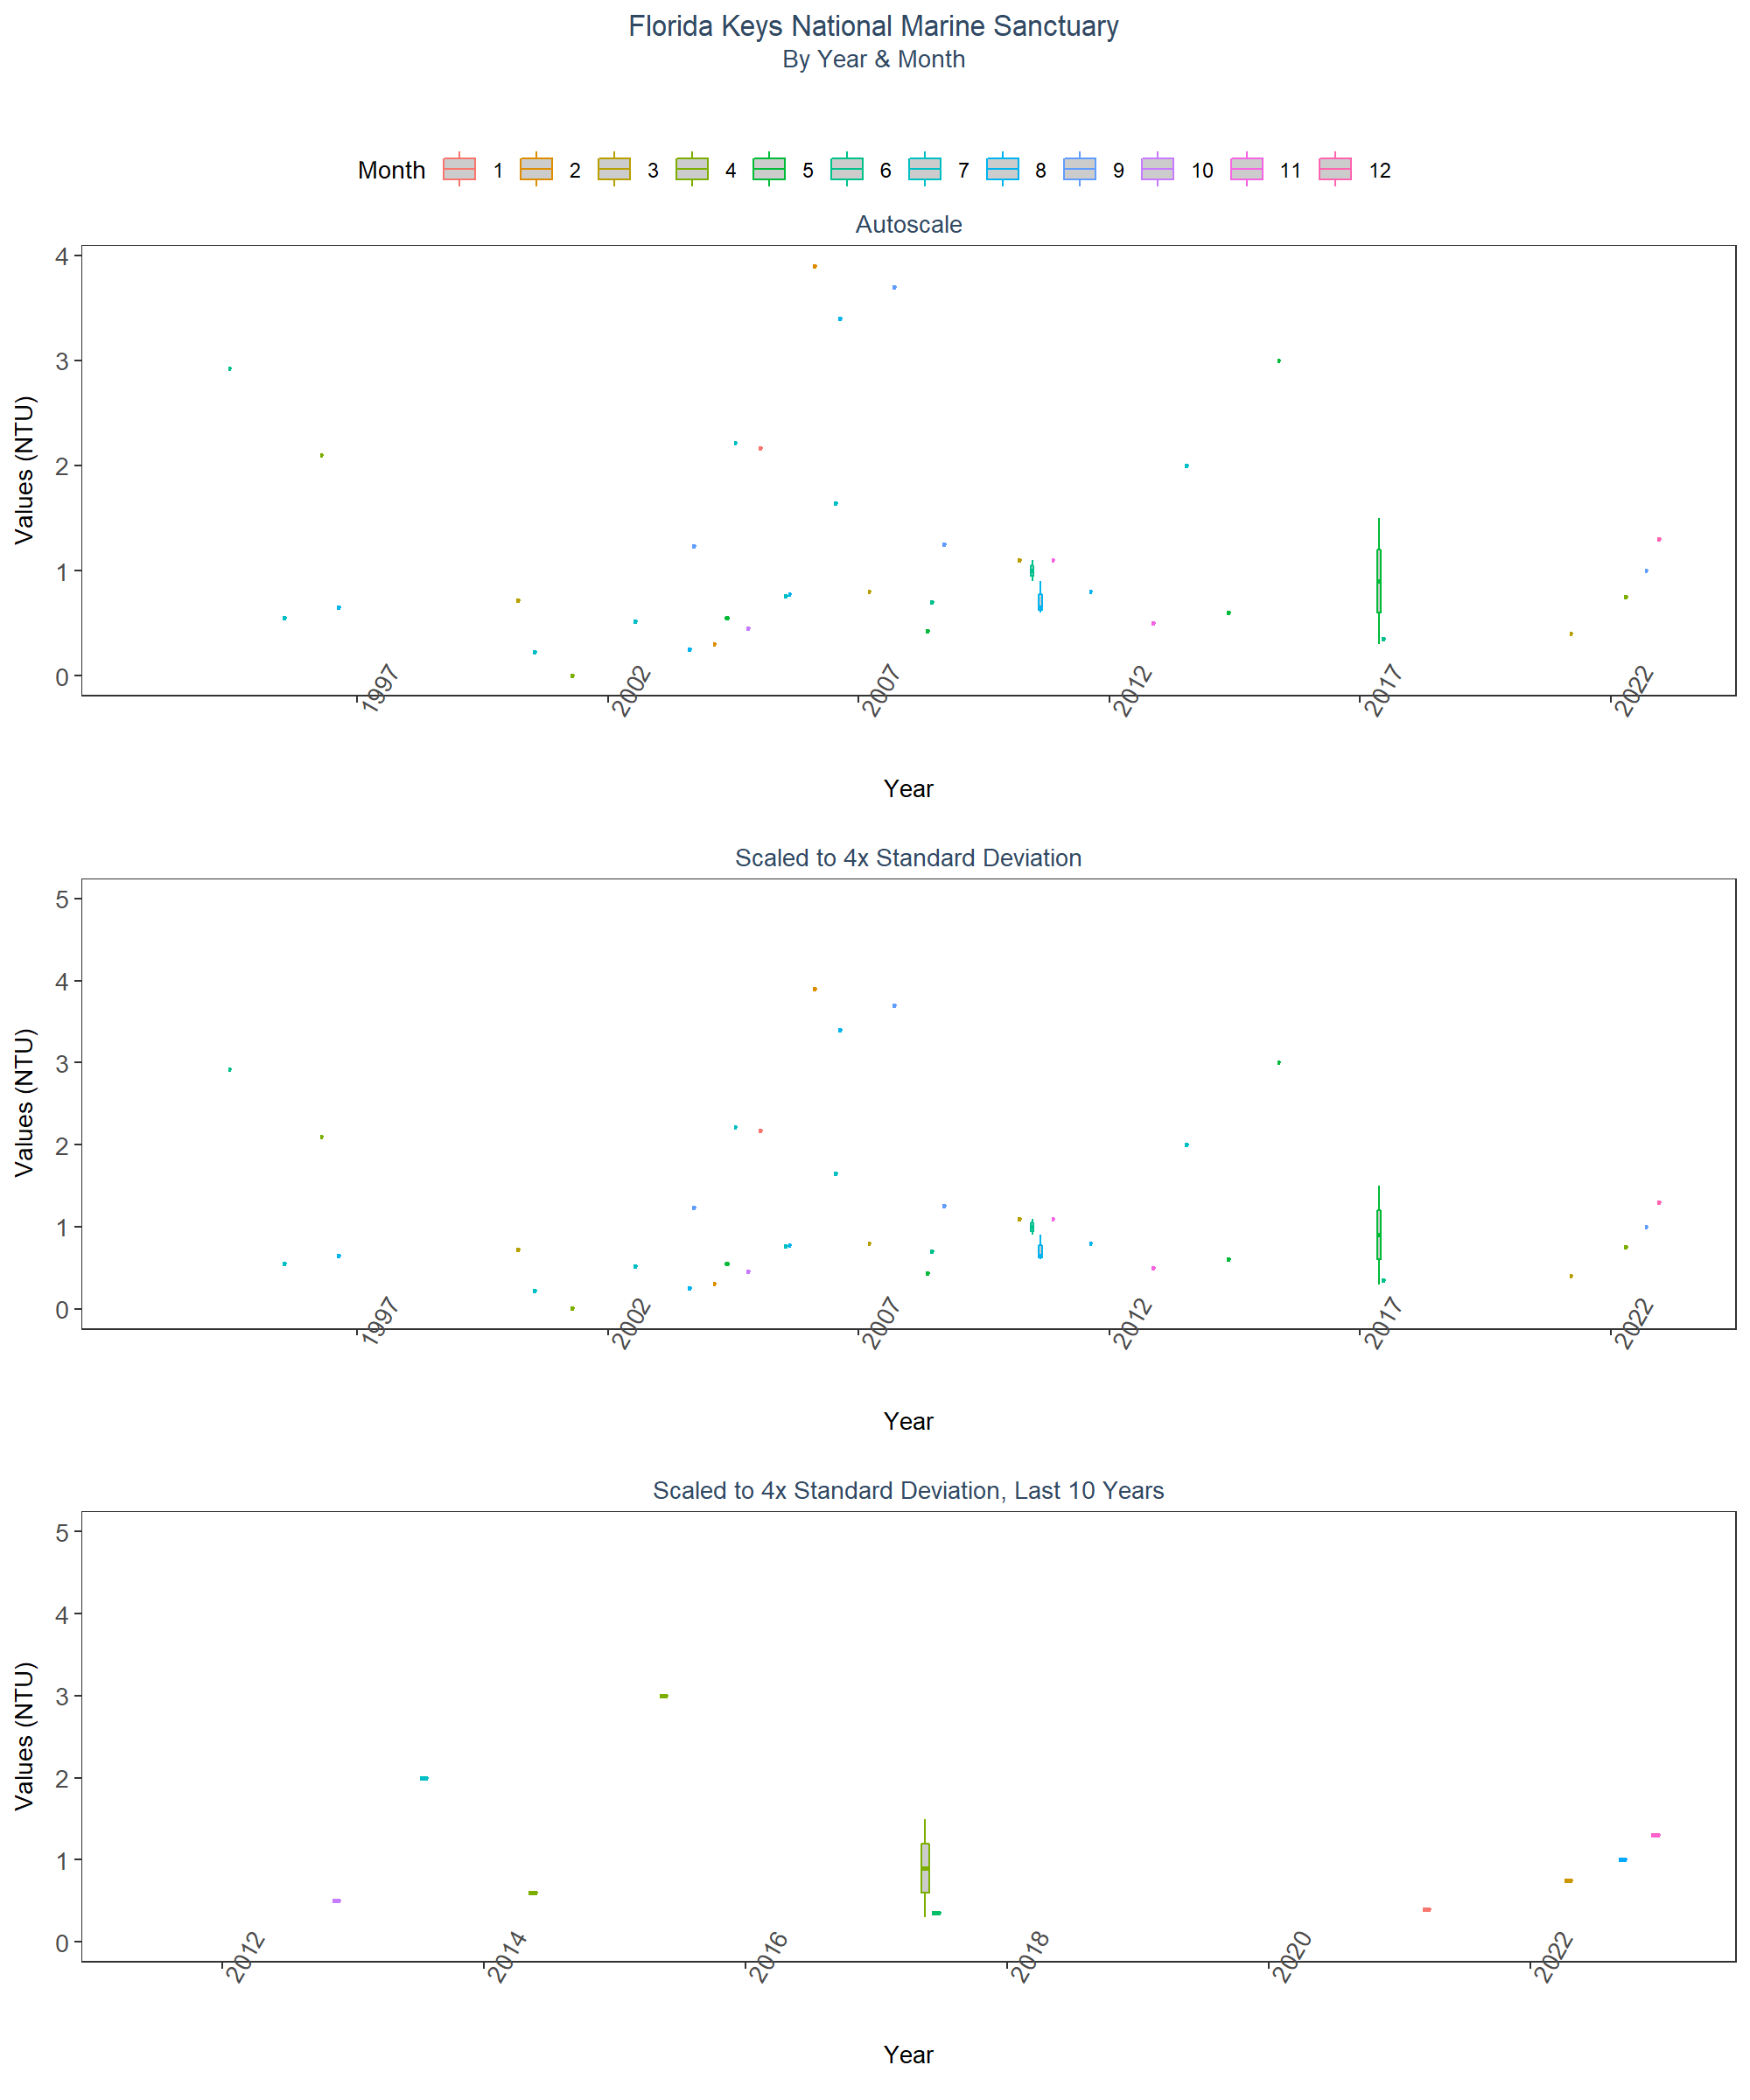 Florida Keys National Marine Sanctuary
By Year & Month
Month 1 2 3 4 5 6 7 8 9 10 11 12
Autoscale
Values (NTU)
4
3
2
1
0
1997 2002 2007 2012 2017 2022
Year
Scaled to 4x Standard Deviation
Values (NTU)
5
4
3
2
1
0
1997 2002 2007 2012 2017 2022
Year
Scaled to 4x Standard Deviation, Last 10 Years
Values (NTU)
5
4
3
2
1
0
2012 2014 2016 2018 2020 2022
Year